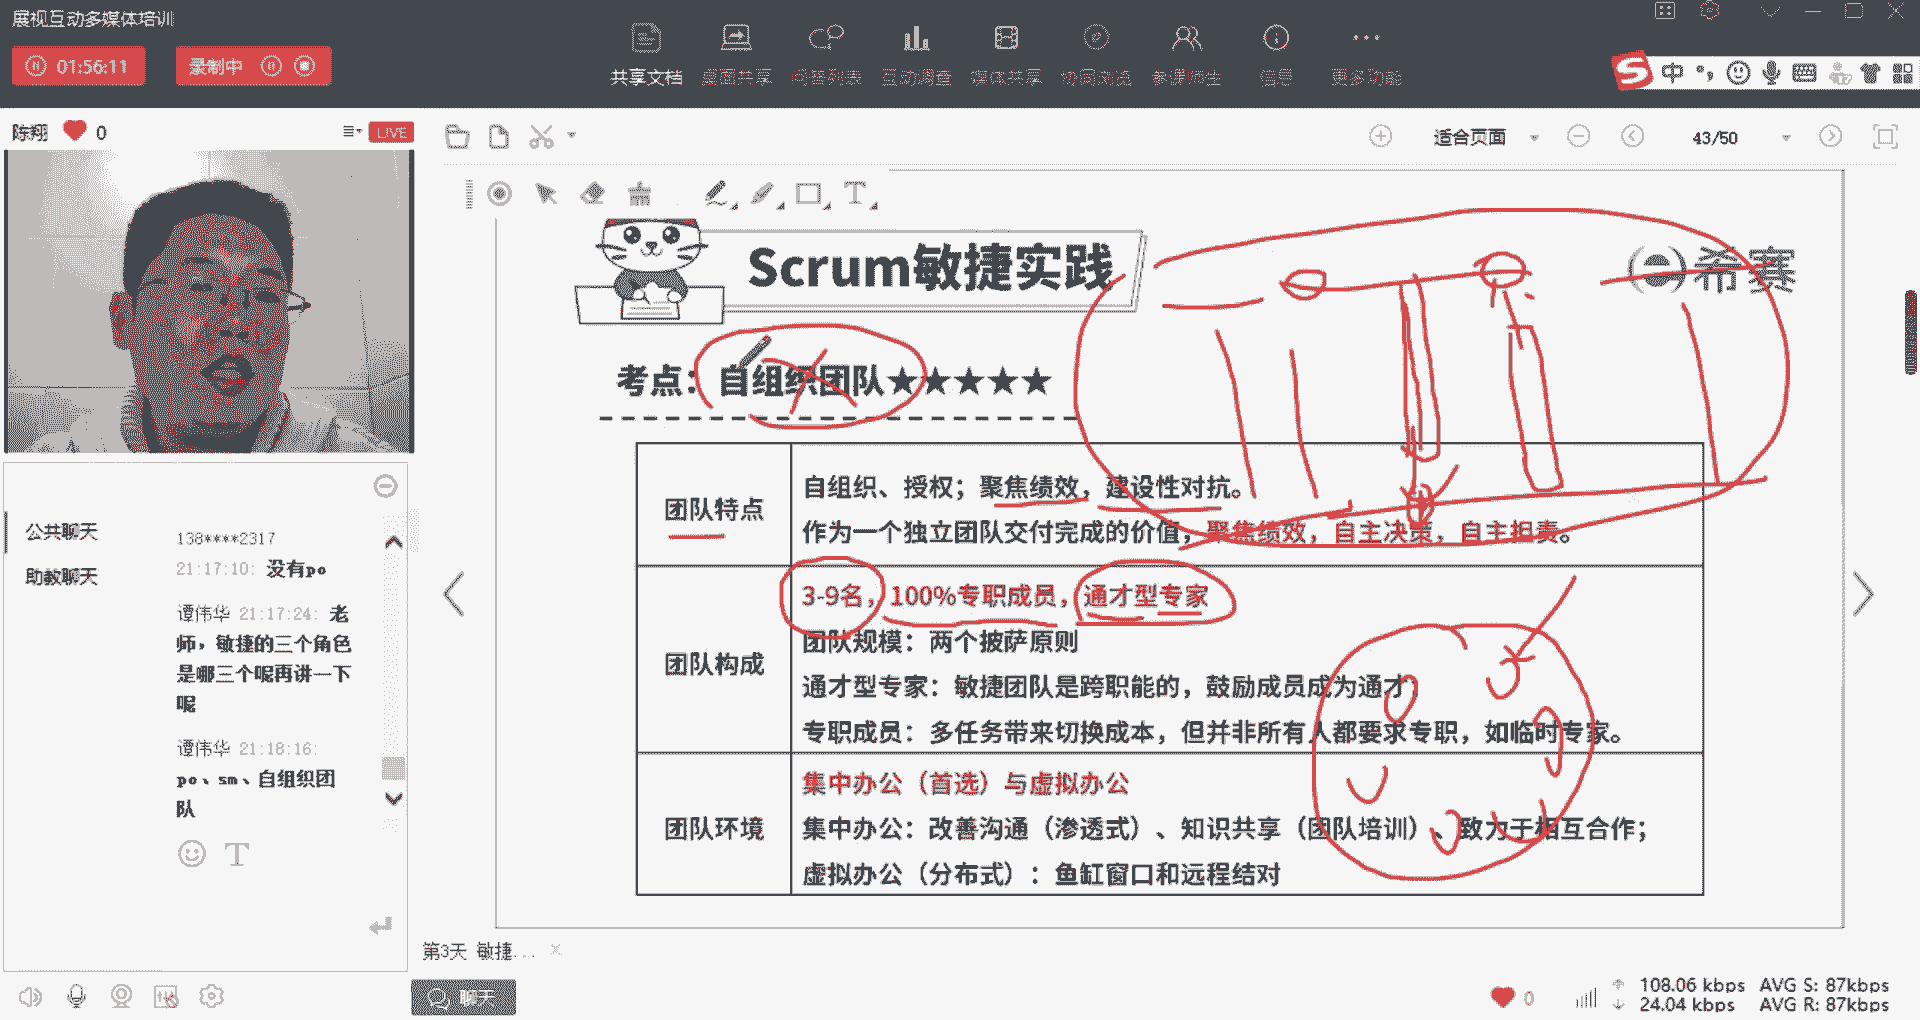 展视互动多媒体培训
01:56:11
录制中
共享文档
桌面共享
问答列表
互动调查
媒体共享
协同浏览
参课师生
信息
更多功能
中
陈翔
0
LIVE
适合页面
43/50
Scrum敏捷实践
希赛
考点：自组织团队★★★★★
团队特点
自组织、授权；聚焦绩效，建设性对抗。
作为一个独立团队交付完成的价值，聚焦绩效，自主决策，自主担责。
团队构成
3-9名，100%专职成员，通才型专家
团队规模：两个披萨原则
通才型专家：敏捷团队是跨职能的，鼓励成员成为通才；
专职成员：多任务带来切换成本，但并非所有人都要求专职，如临时专家。
团队环境
集中办公（首选）与虚拟办公
集中办公：改善沟通（渗透式）、知识共享（团队培训）、致力于相互合作；
虚拟办公（分布式）：鱼缸窗口和远程结对
公共聊天
助教聊天
138****2317
21:17:10: 没有po
谭伟华 21:17:24: 老
师，敏捷的三个角色
是哪三个呢再讲一下
呢
谭伟华 21:18:16:
po、sm、自组织团
队
第3天 敏捷...
聊天
0
108.06 kbps AVG S: 87kbps
24.04 kbps AVG R: 87kbps